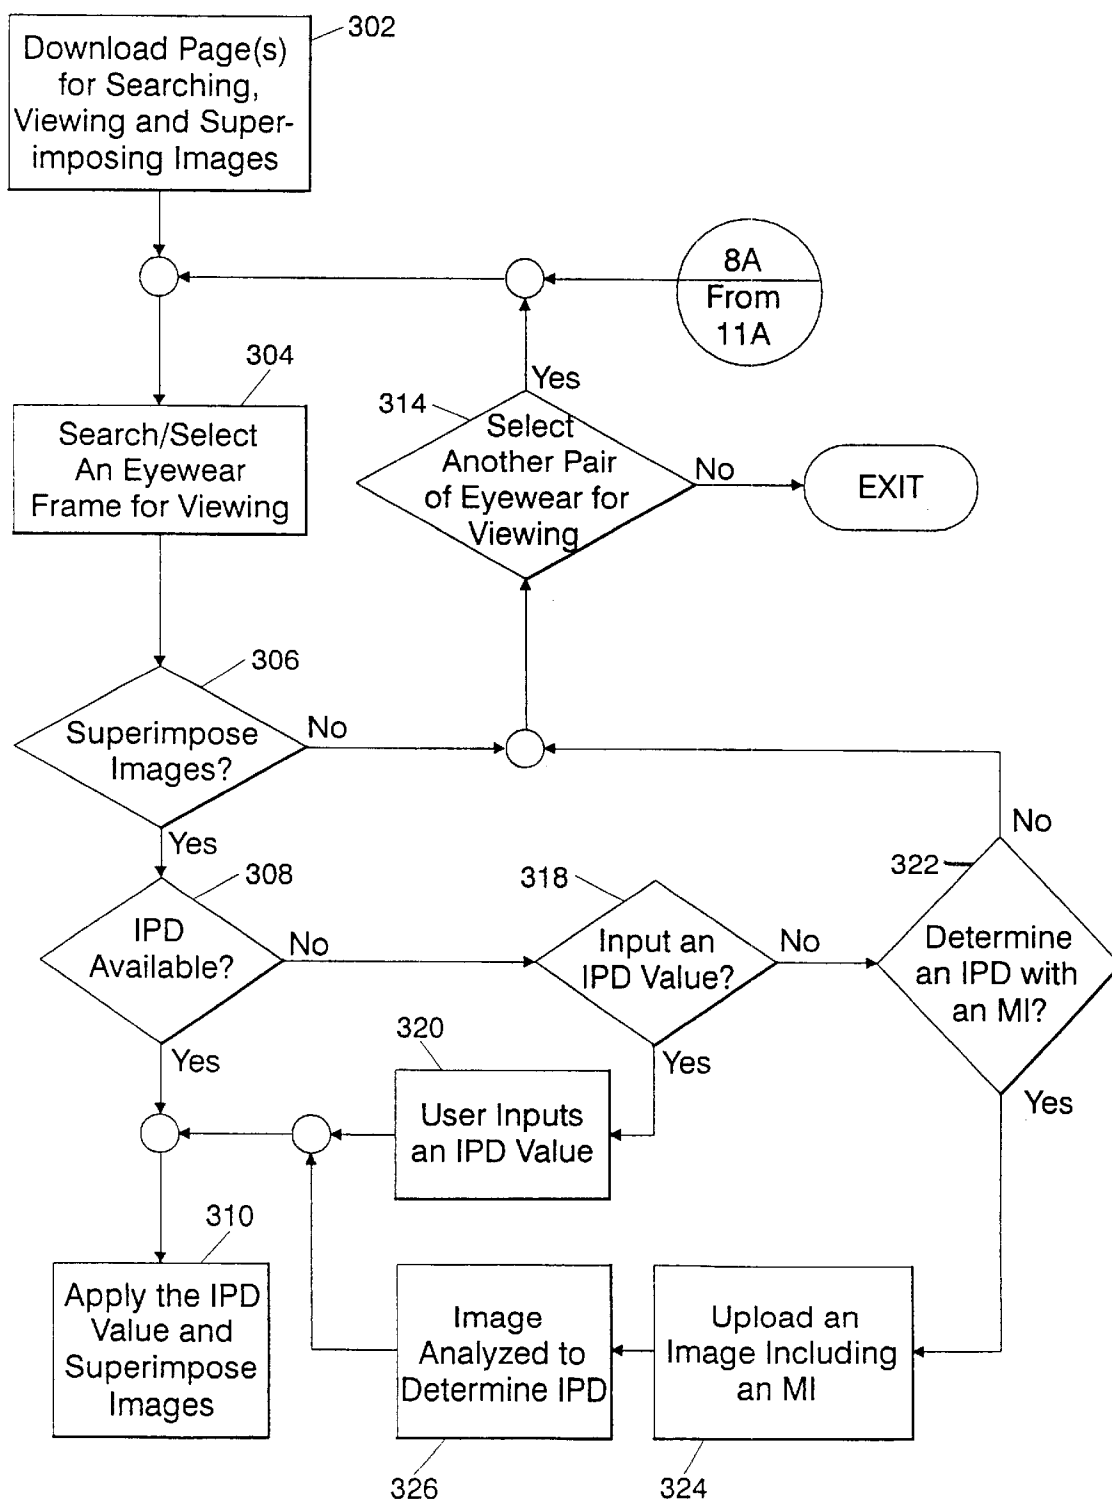 302
Download Page(s)
for Searching,
Viewing and Super-
imposing Images
8A
From
11A
304
Search/Select
An Eyewear
Frame for Viewing
314
Yes
Select
Another Pair
of Eyewear for
Viewing
No
EXIT
306
Superimpose
Images?
No
Yes
308
IPD
Available?
No
Yes
318
Input an
IPD Value?
No
Yes
322
No
Determine
an IPD with
an MI?
Yes
320
User Inputs
an IPD Value
310
Apply the IPD
Value and
Superimpose
Images
Image
Analyzed to
Determine IPD
326
Upload an
Image Including
an MI
324